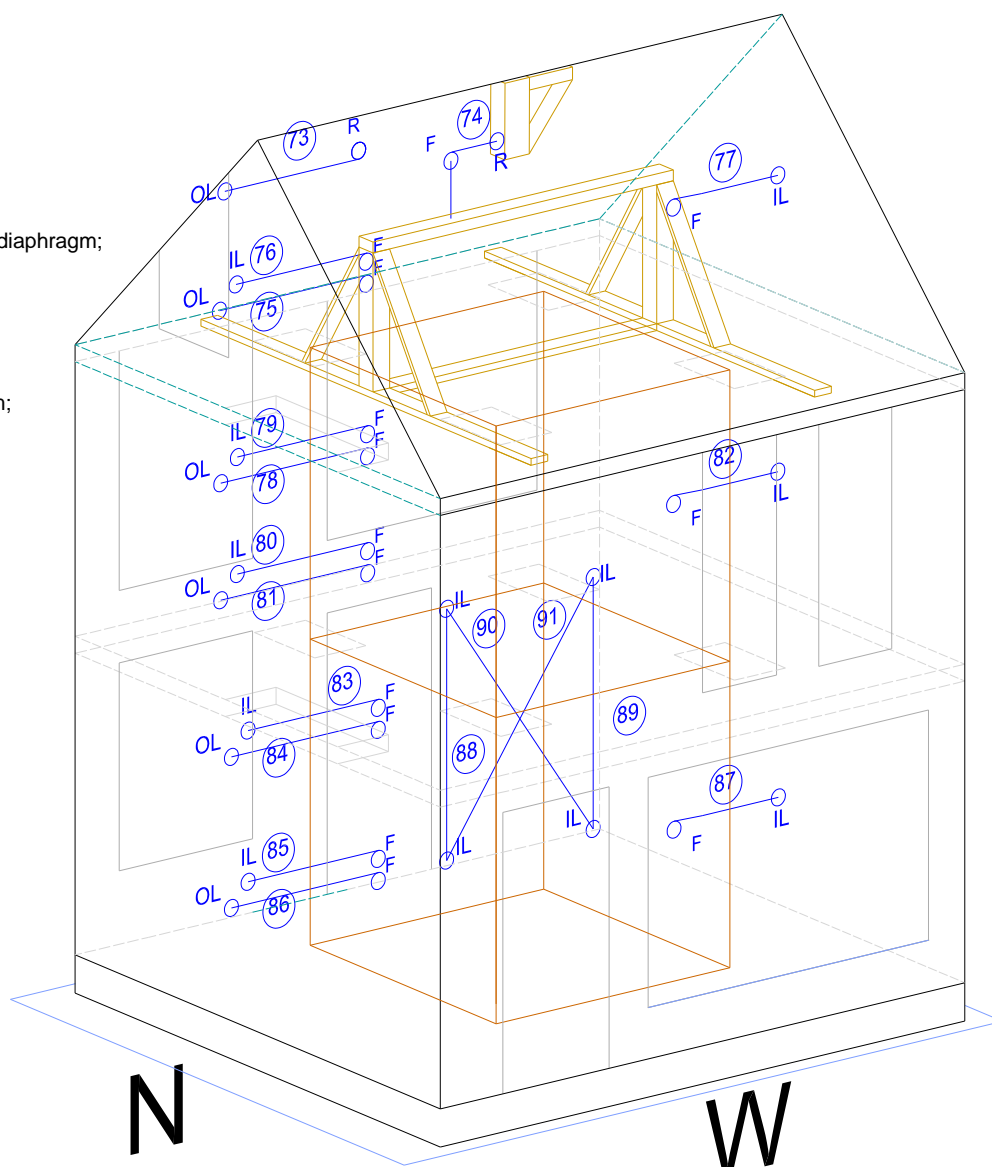 73 R 74
F R
OL 77
IL
F
diaphragm;
IL 76 F
F
OL 75
n;
79 F
IL F
OL 78
82
IL
F
80 F
IL F
OL 81
IL IL
90 91
83 F
IL F
OL 84
88 89
87
IL
F
IL IL
85 F
IL F
OL 86
N W